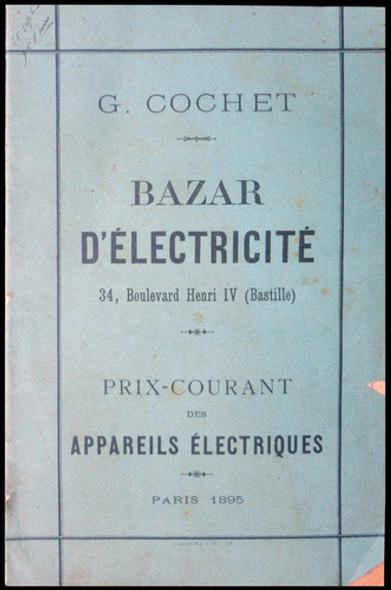 G. COCHET
BAZAR
D'ÉLECTRICITÉ
34, Boulevard Henri IV (Bastille)
PRIX-COURANT
DES
APPAREILS ÉLECTRIQUES
PARIS 1895